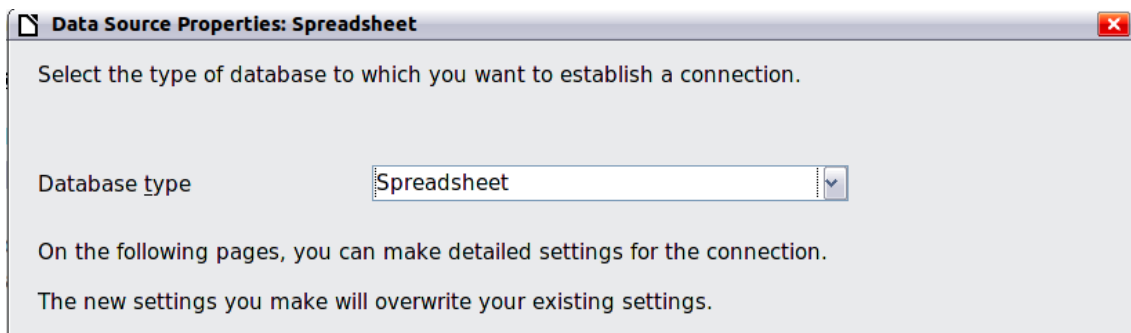 Data Source Properties: Spreadsheet
Select the type of database to which you want to establish a connection.
Database type
Spreadsheet
On the following pages, you can make detailed settings for the connection.
The new settings you make will overwrite your existing settings.